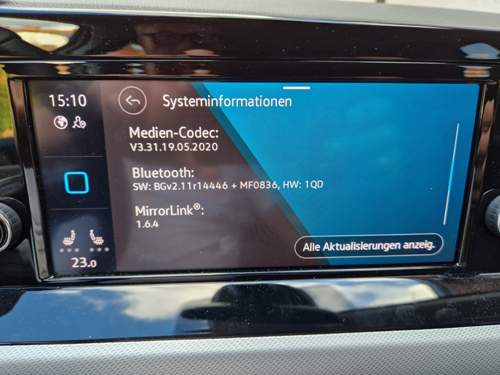 15:10
Systeminformationen
Medien-Codec:
V3.31.19.05.2020
Bluetooth:
SW: BGv2.11r14446 + MF0836, HW: 1QD
MirrorLink®:
1.6.4
Alle Aktualisierungen anzeig.
23.0